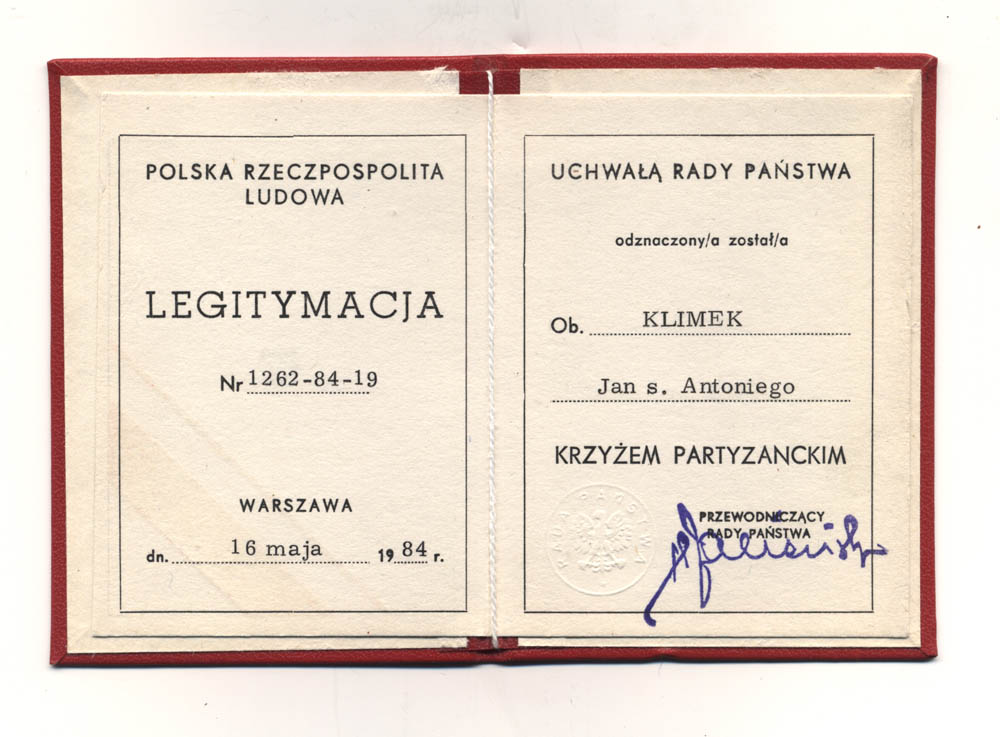 POLSKA RZECZPOSPOLITA
LUDOWA
LEGITYMACJA
Nr 1262-84-19
WARSZAWA
dn. 16 maja 1984 r.
UCHWAŁĄ RADY PAŃSTWA
odznaczony/a został/a
Ob. KLIMEK
Jan s. Antoniego
KRZYŻEM PARTYZANCKIM
PRZEWODNICZĄCY
RADY PAŃSTWA